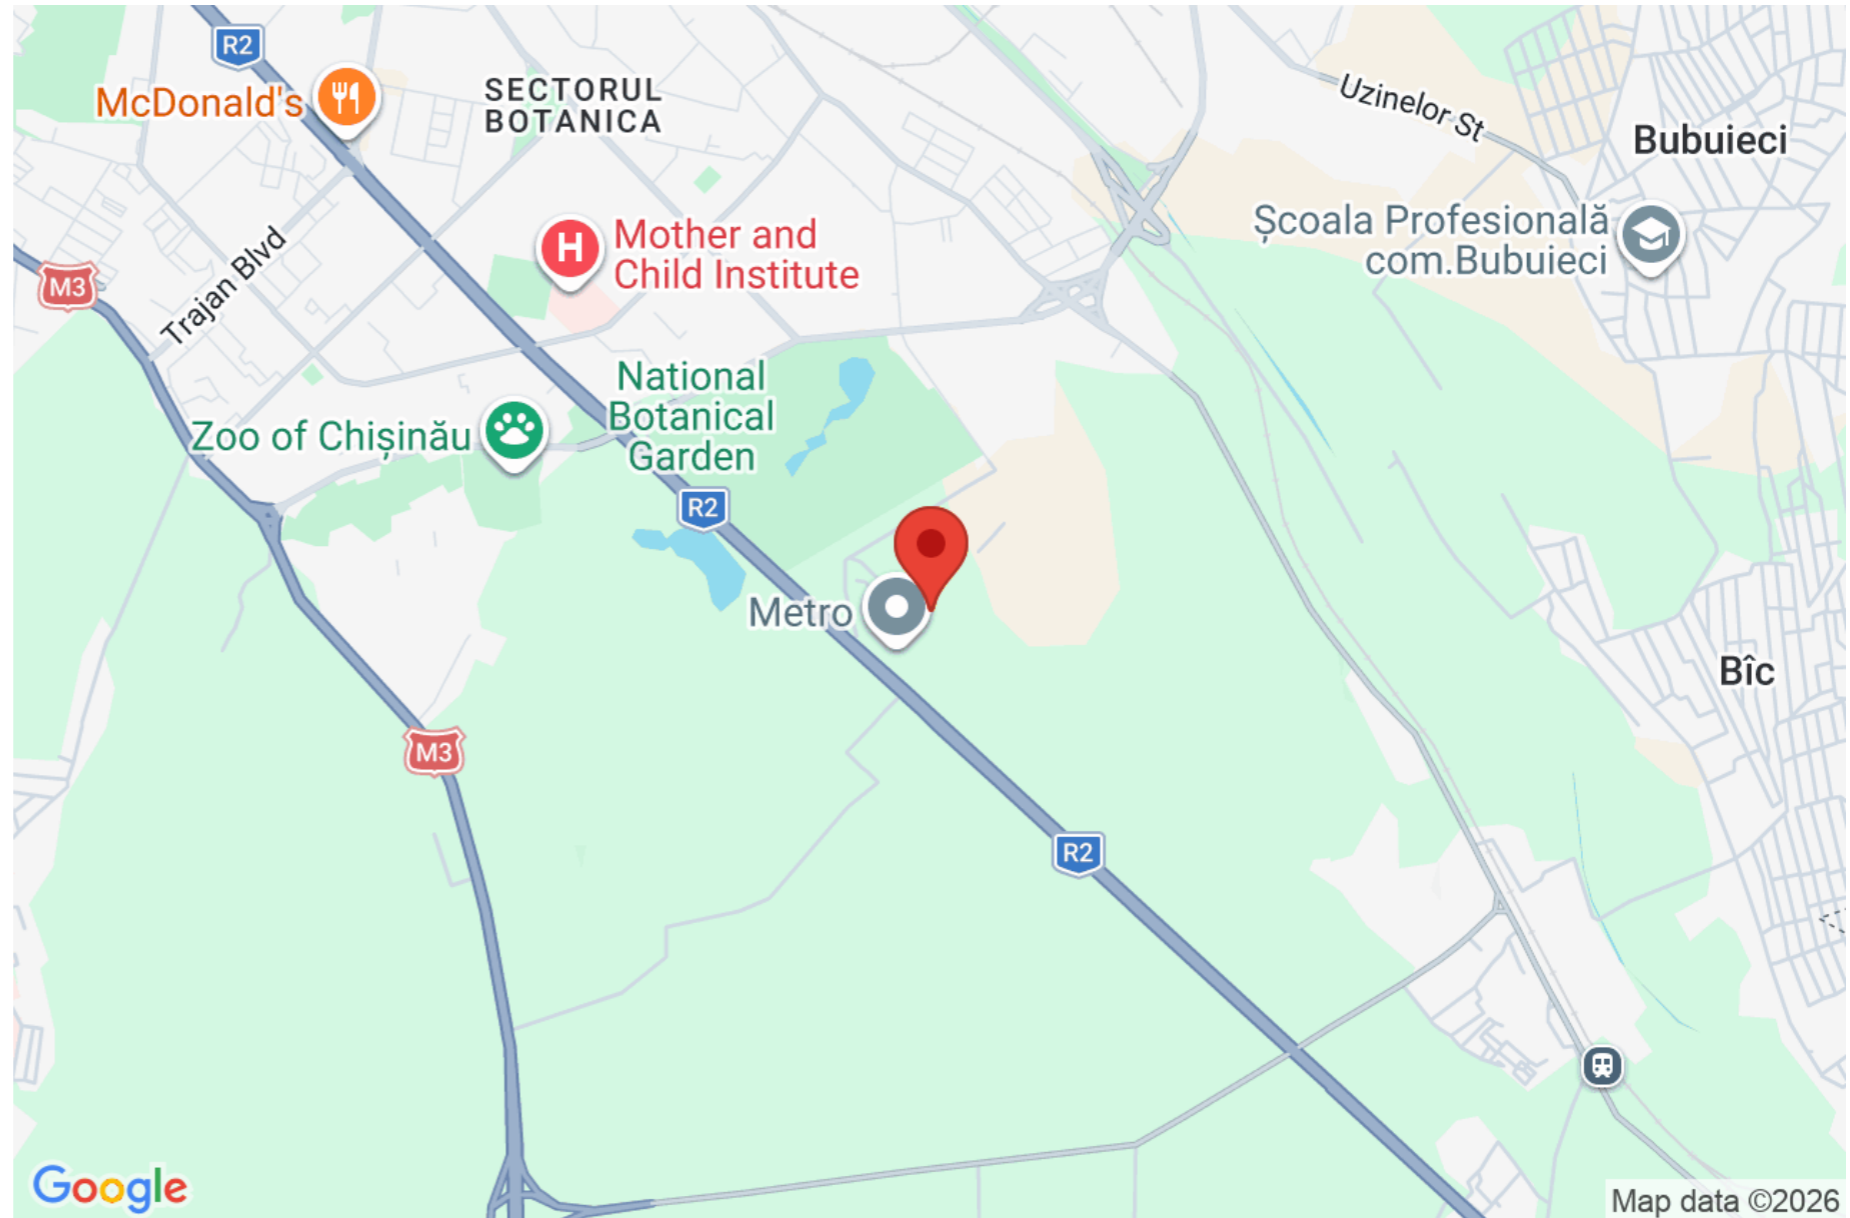 R2
McDonald's
SECTORUL
BOTANICA
Uzinelor St
Bubuieci
Mother and
Child Institute
H
Școala Profesională
com.Bubuieci
M3
Trajan Blvd
National
Botanical
Garden
Zoo of Chișinău
R2
Metro
Bîc
M3
R2
Google
Map data ©2026